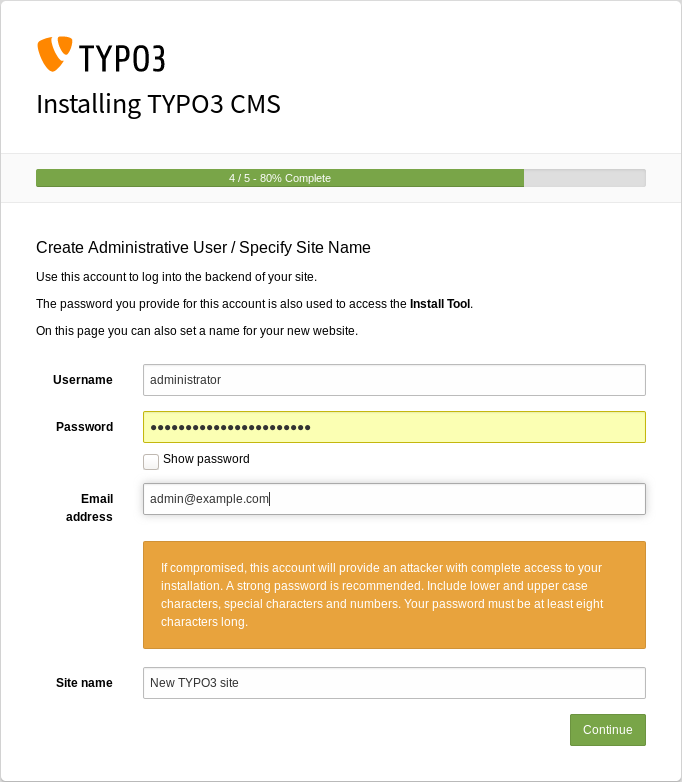 TYPO3
Installing TYPO3 CMS
4 / 5 - 80% Complete
Create Administrative User / Specify Site Name
Use this account to log into the backend of your site.
The password you provide for this account is also used to access the Install Tool.
On this page you can also set a name for your new website.
Username
administrator
Password
●●●●●●●●●●●●●●●●●●●●●●●
Show password
Email
address
admin@example.com
If compromised, this account will provide an attacker with complete access to your
installation. A strong password is recommended. Include lower and upper case
characters, special characters and numbers. Your password must be at least eight
characters long.
Site name
New TYPO3 site
Continue